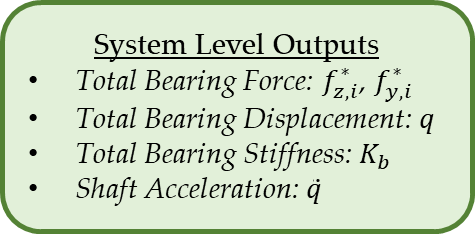 System Level Outputs
• Total Bearing Force: f*z,i, f*y,i
• Total Bearing Displacement: q
• Total Bearing Stiffness: Kb
• Shaft Acceleration: q̈